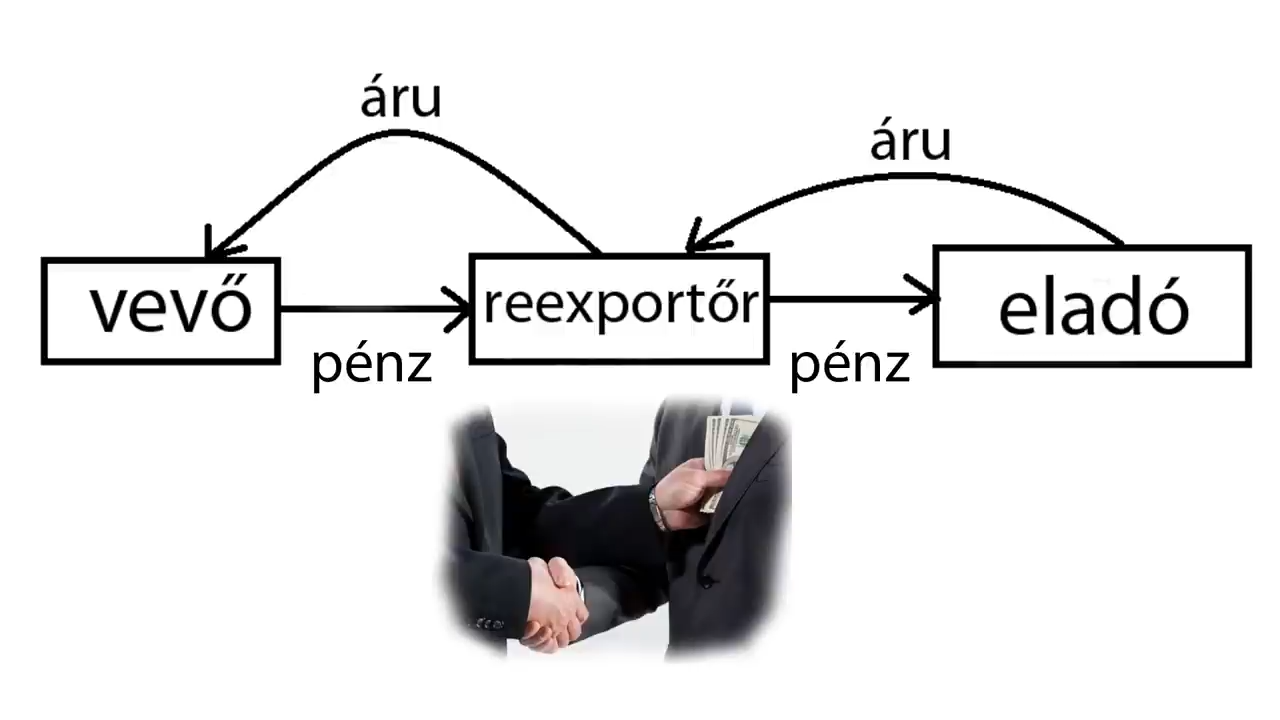 áru
áru
vevő
reexportőr
eladó
pénz
pénz